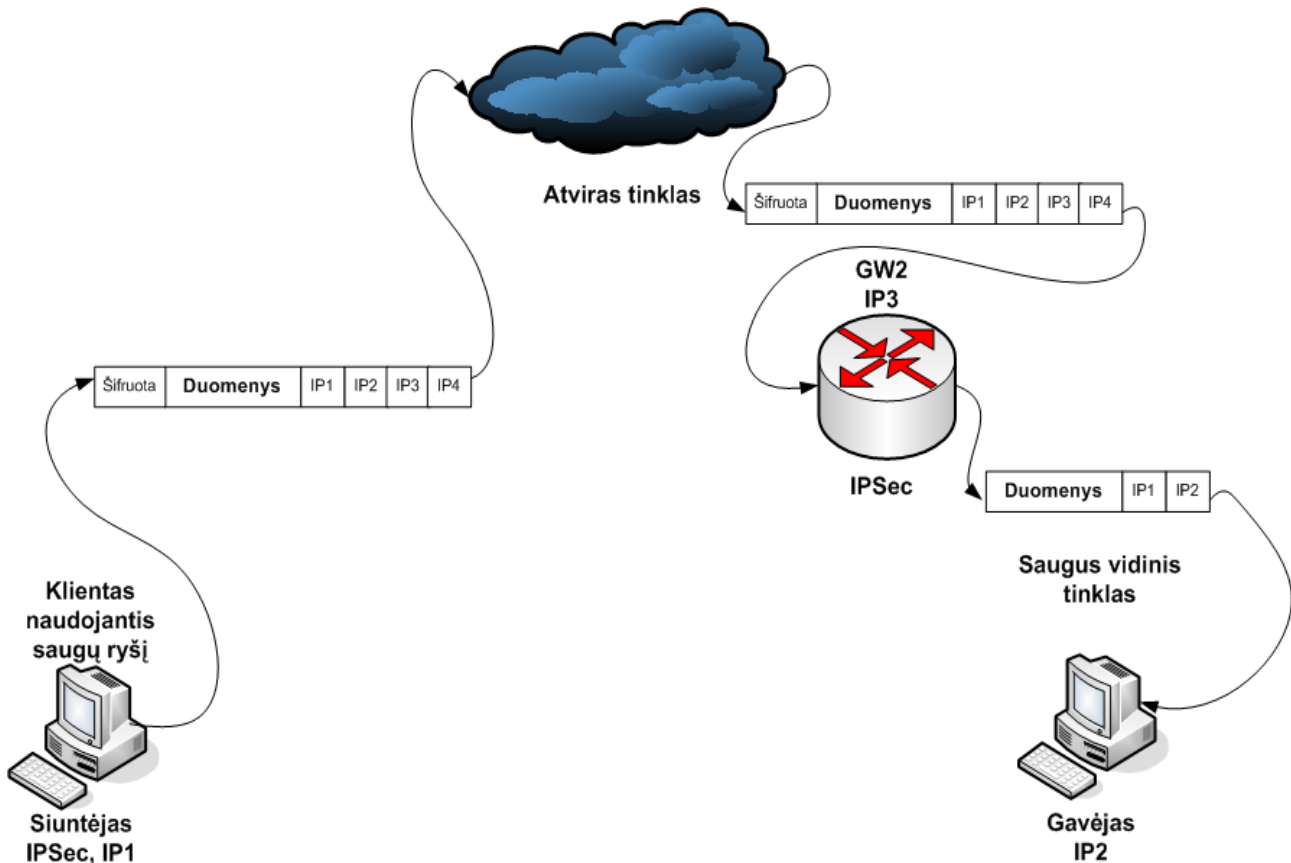 Atviras tinklas
Šifruota Duomenys IP1 IP2 IP3 IP4
GW2
IP3
IPSec
Šifruota Duomenys IP1 IP2 IP3 IP4
Duomenys IP1 IP2
Saugus vidinis
tinklas
Klientas
naudojantis
saugų ryšį
Siuntėjas
IPSec, IP1
Gavėjas
IP2